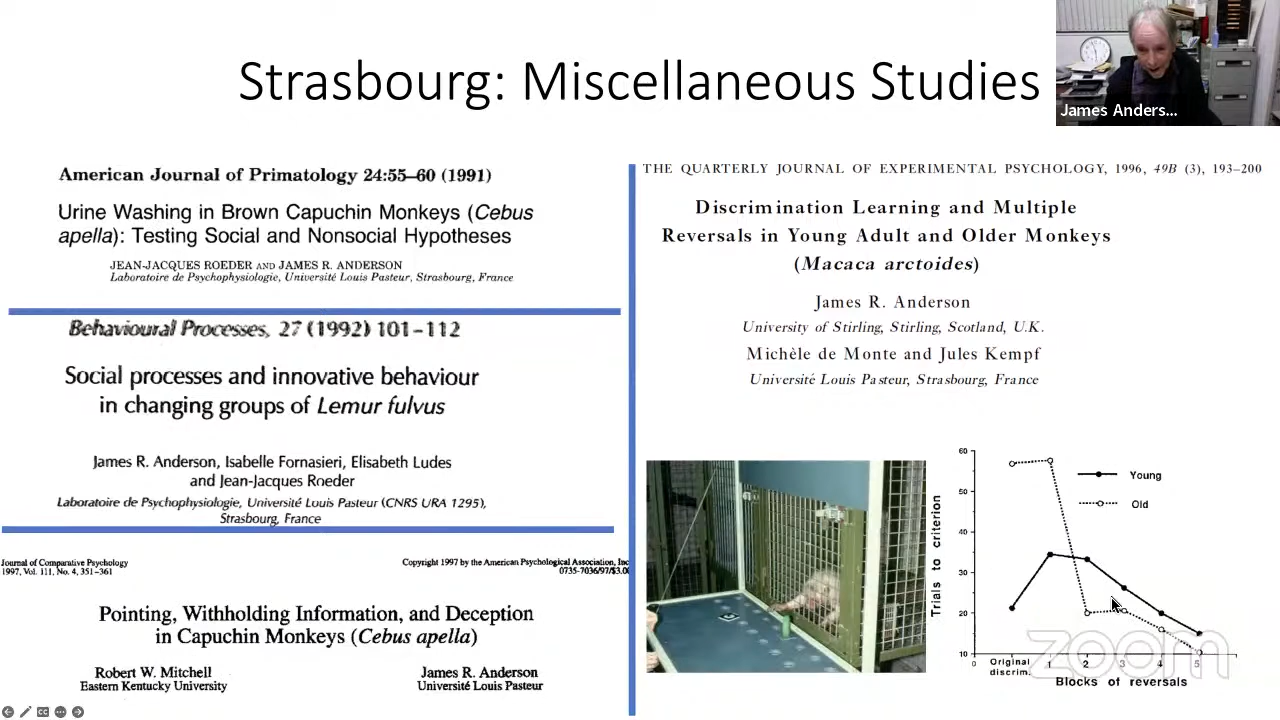 Strasbourg: Miscellaneous Studies
James Anders...
American Journal of Primatology 24:55–60 (1991)
Urine Washing in Brown Capuchin Monkeys (Cebus
apella): Testing Social and Nonsocial Hypotheses
JEAN-JACQUES ROEDER AND JAMES R. ANDERSON
Laboratoire de Psychophysiologie, Université Louis Pasteur, Strasbourg, France
Behavioural Processes, 27 (1992) 101–112
Social processes and innovative behaviour
in changing groups of Lemur fulvus
James R. Anderson, Isabelle Fornasieri, Elisabeth Ludes
and Jean-Jacques Roeder
Laboratoire de Psychophysiologie, Université Louis Pasteur (CNRS URA 1295),
Strasbourg, France
Journal of Comparative Psychology
1997, Vol. 111, No. 4, 351–361
Copyright 1997 by the American Psychological Association, Inc
0735-7036/97/$3.00
Pointing, Withholding Information, and Deception
in Capuchin Monkeys (Cebus apella)
Robert W. Mitchell
Eastern Kentucky University
James R. Anderson
Université Louis Pasteur
THE QUARTERLY JOURNAL OF EXPERIMENTAL PSYCHOLOGY, 1996, 49B (3), 193–200
Discrimination Learning and Multiple
Reversals in Young Adult and Older Monkeys
(Macaca arctoides)
James R. Anderson
University of Stirling, Stirling, Scotland, U.K.
Michèle de Monte and Jules Kempf
Université Louis Pasteur, Strasbourg, France
60
50
40
30
20
10
Trials to criterion
Young
Old
0
Original
discrim.
1
2
3
4
5
Blocks of reversals
zoom